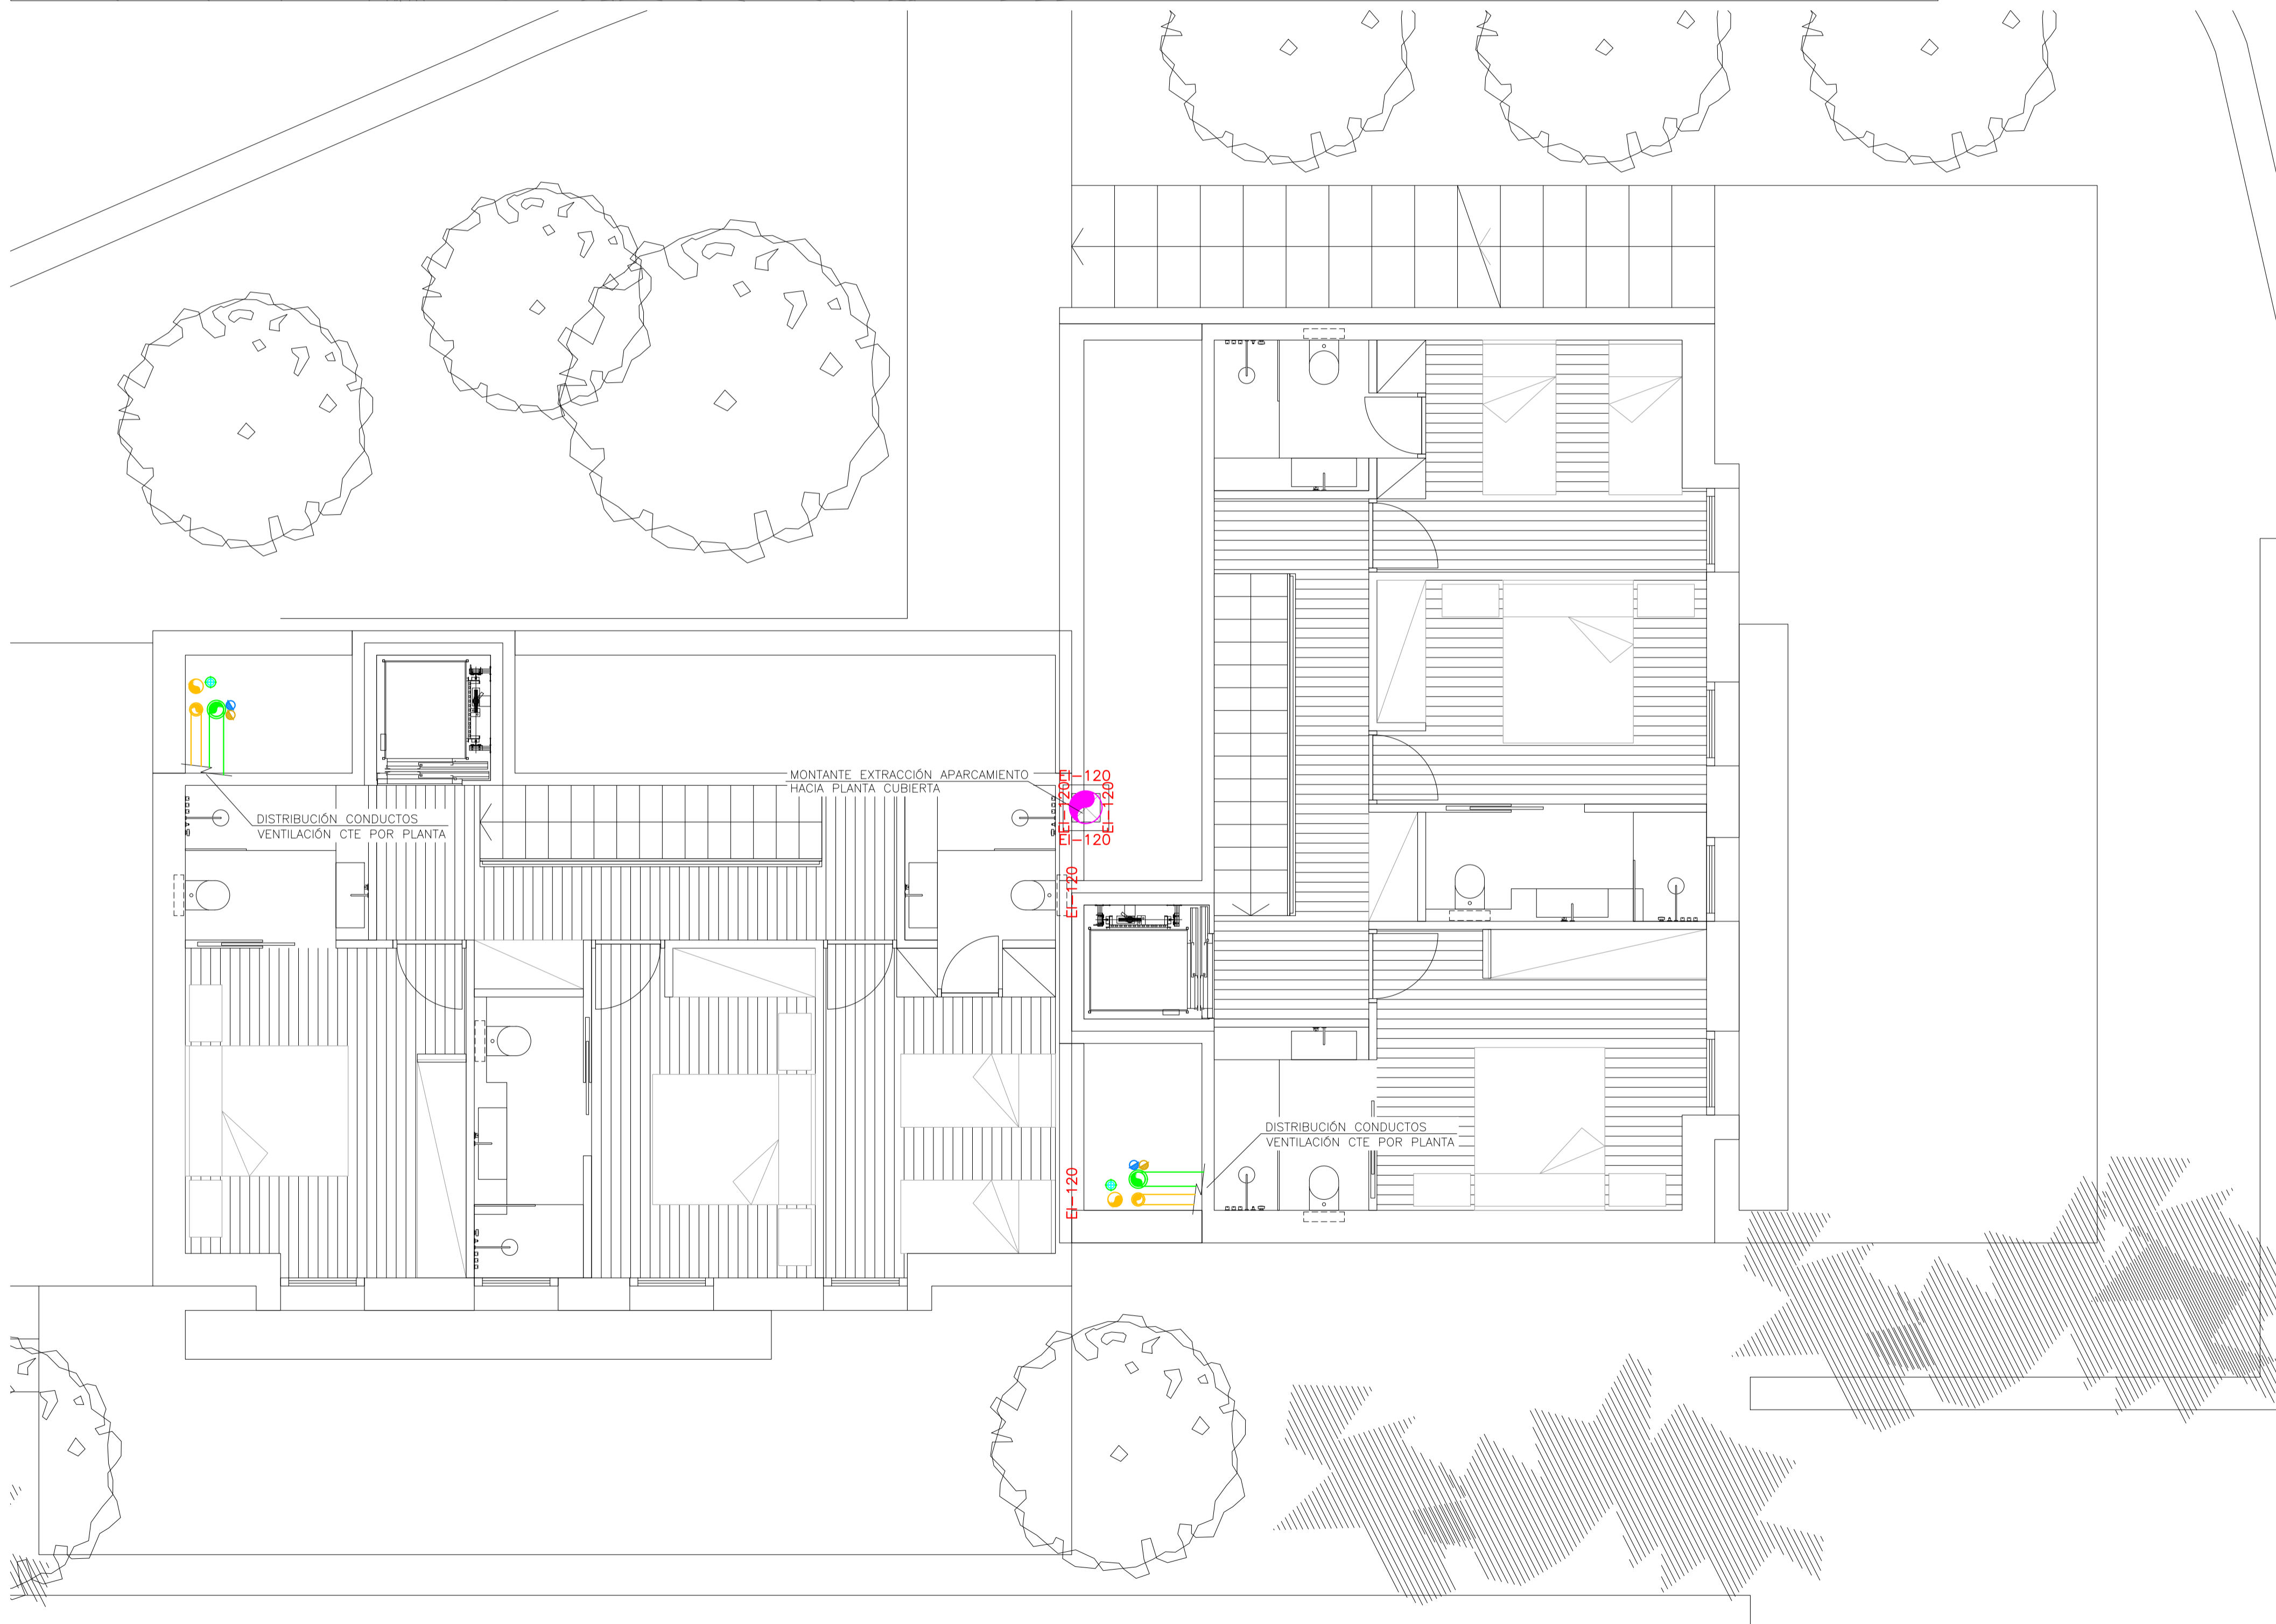 MONTANTE EXTRACCIÓN APARCAMIENTO
HACIA PLANTA CUBIERTA
EI-120
EI-120
EI-120
EI-120
DISTRIBUCIÓN CONDUCTOS
VENTILACIÓN CTE POR PLANTA
EI-120
DISTRIBUCIÓN CONDUCTOS
VENTILACIÓN CTE POR PLANTA
EI-120